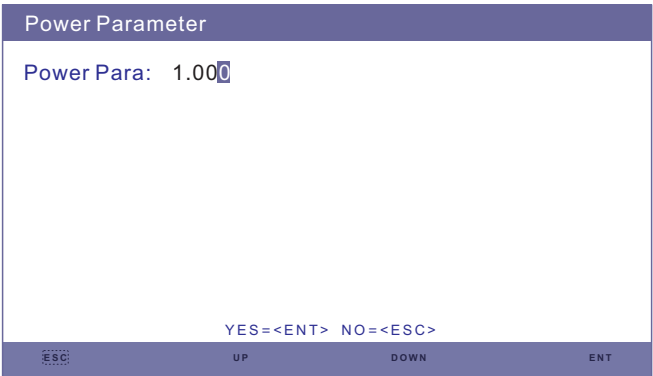 Power Parameter
Power Para: 1.000
YES=<ENT> NO=<ESC>
ESC UP DOWN ENT